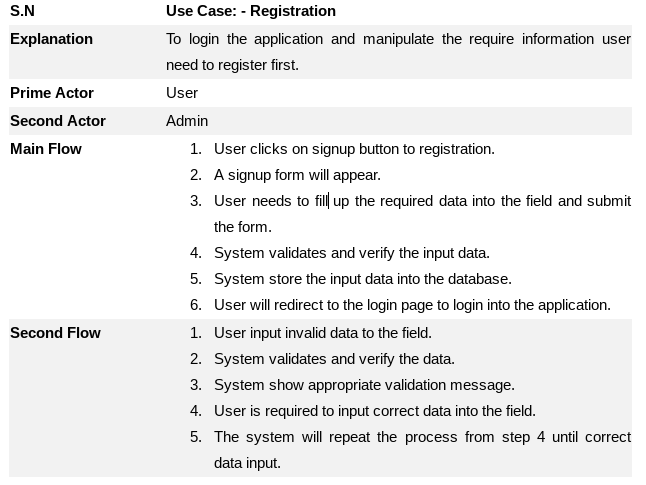 S.N Use Case: - Registration
Explanation To login the application and manipulate the require information user
need to register first.
Prime Actor User
Second Actor Admin
Main Flow 1. User clicks on signup button to registration.
2. A signup form will appear.
3. User needs to fill up the required data into the field and submit
the form.
4. System validates and verify the input data.
5. System store the input data into the database.
6. User will redirect to the login page to login into the application.
Second Flow 1. User input invalid data to the field.
2. System validates and verify the data.
3. System show appropriate validation message.
4. User is required to input correct data into the field.
5. The system will repeat the process from step 4 until correct
data input.